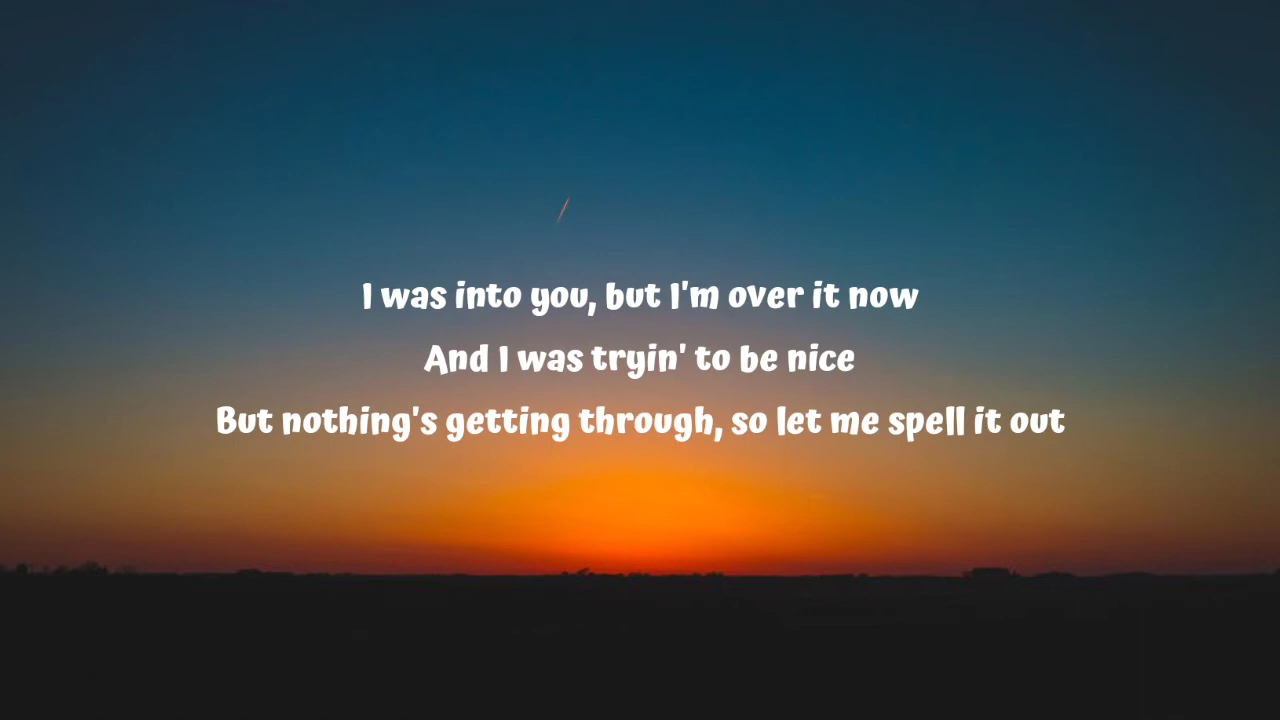 I was into you, but I'm over it now
And I was tryin' to be nice
But nothing's getting through, so let me spell it out